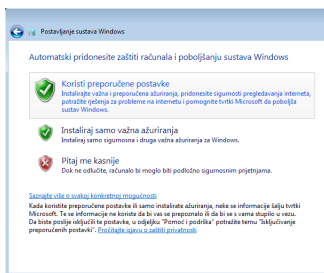 Postavljanje sustava Windows
Automatski pridonesite zaštiti računala i poboljšanju sustava Windows
Koristi preporučene postavke
Instalirajte važna i preporučena ažuriranja, pridonesite sigurnosti pregledavanja interneta,
potražite rješenja za probleme na internetu i pomognite tvrtki Microsoft da poboljša
sustav Windows.
Instaliraj samo važna ažuriranja
Instaliraj samo sigurnosna i druga važna ažuriranja za Windows.
Pitaj me kasnije
Dok ne odlučite, računalo bi moglo biti podložno sigurnosnim prijetnjama.
Saznajte više o svakoj konkretnoj mogućnosti
Kada koristite preporučene postavke ili samo instalirate ažuriranja, neke se informacije šalju tvrtki
Microsoft. Te se informacije ne koriste da bi vas se prepoznalo ili da bi se s vama stupilo u vezu.
Da biste poslije isključili te postavke, u odjeljku "Pomoć i podrška" potražite temu "Isključivanje
preporučenih postavki". Pročitajte izjavu o zaštiti privatnosti